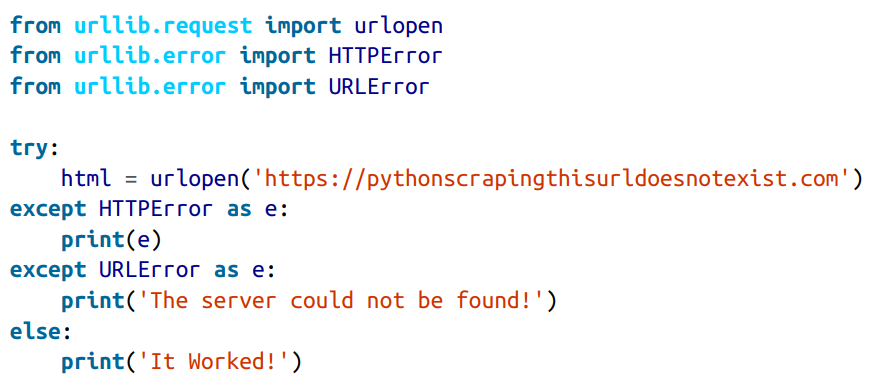 from urllib.request import urlopen
from urllib.error import HTTPError
from urllib.error import URLError

try:
    html = urlopen('https://pythonscrapingthisurldoesnotexist.com')
except HTTPError as e:
    print(e)
except URLError as e:
    print('The server could not be found!')
else:
    print('It Worked!')